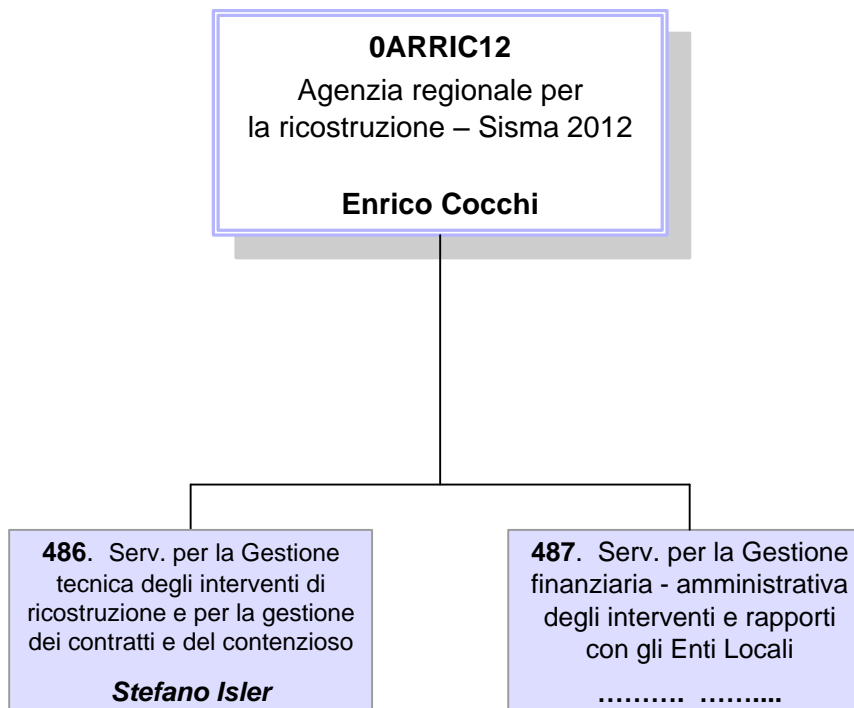 0ARRIC12
Agenzia regionale per
la ricostruzione – Sisma 2012
Enrico Cocchi
486. Serv. per la Gestione
tecnica degli interventi di
ricostruzione e per la gestione
dei contratti e del contenzioso
Stefano Isler
487. Serv. per la Gestione
finanziaria - amministrativa
degli interventi e rapporti
con gli Enti Locali
………. ……....